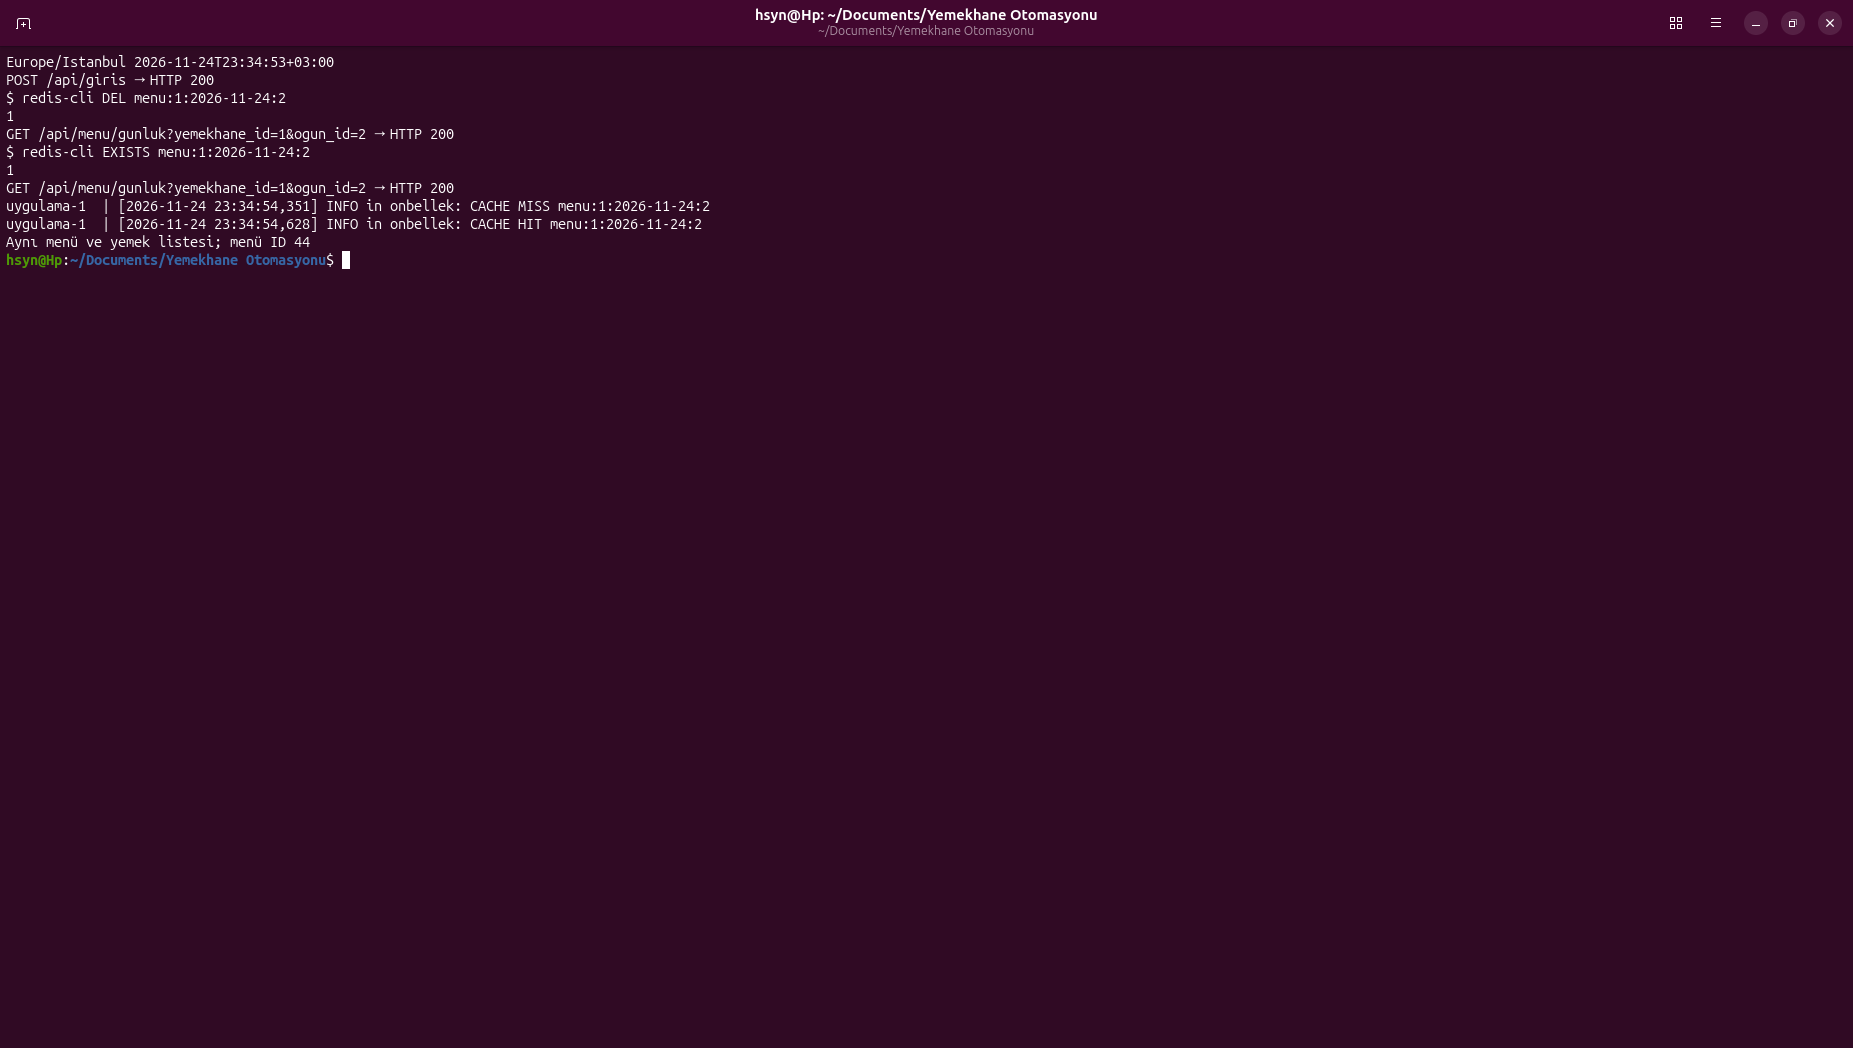 hsyn@Hp: ~/Documents/Yemekhane Otomasyonu
~/Documents/Yemekhane Otomasyonu
Europe/Istanbul 2026-11-24T23:34:53+03:00
POST /api/giris → HTTP 200
$ redis-cli DEL menu:1:2026-11-24:2
1
GET /api/menu/gunluk?yemekhane_id=1&ogun_id=2 → HTTP 200
$ redis-cli EXISTS menu:1:2026-11-24:2
1
GET /api/menu/gunluk?yemekhane_id=1&ogun_id=2 → HTTP 200
uygulama-1  | [2026-11-24 23:34:54,351] INFO in onbellek: CACHE MISS menu:1:2026-11-24:2
uygulama-1  | [2026-11-24 23:34:54,628] INFO in onbellek: CACHE HIT menu:1:2026-11-24:2
Aynı menü ve yemek listesi; menü ID 44
hsyn@Hp:~/Documents/Yemekhane Otomasyonu$